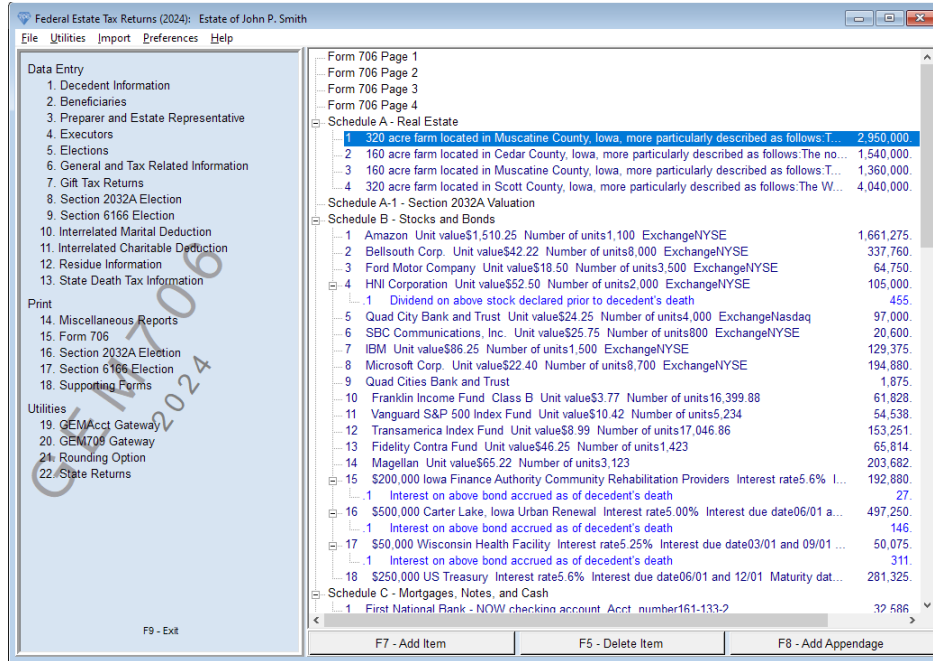 Federal Estate Tax Returns (2024): Estate of John P. Smith
File Utilities Import Preferences Help
Data Entry
1. Decedent Information
2. Beneficiaries
3. Preparer and Estate Representative
4. Executors
5. Elections
6. General and Tax Related Information
7. Gift Tax Returns
8. Section 2032A Election
9. Section 6166 Election
10. Interrelated Marital Deduction
11. Interrelated Charitable Deduction
12. Residue Information
13. State Death Tax Information
Print
14. Miscellaneous Reports
15. Form 706
16. Section 2032A Election
17. Section 6166 Election
18. Supporting Forms
Utilities
19. GEMAcct Gateway
20. GEM709 Gateway
21. Rounding Option
22. State Returns
GEM706
2024
F9 - Exit
Form 706 Page 1
Form 706 Page 2
Form 706 Page 3
Form 706 Page 4
Schedule A - Real Estate
1 320 acre farm located in Muscatine County, Iowa, more particularly described as follows:T... 2,950,000.
2 160 acre farm located in Cedar County, Iowa, more particularly described as follows:The no... 1,540,000.
3 160 acre farm located in Muscatine County, Iowa, more particularly described as follows:T... 1,360,000.
4 320 acre farm located in Scott County, Iowa, more particularly described as follows:The W... 4,040,000.
Schedule A-1 - Section 2032A Valuation
Schedule B - Stocks and Bonds
1 Amazon Unit value$1,510.25 Number of units1,100 ExchangeNYSE 1,661,275.
2 Bellsouth Corp. Unit value$42.22 Number of units8,000 ExchangeNYSE 337,760.
3 Ford Motor Company Unit value$18.50 Number of units3,500 ExchangeNYSE 64,750.
4 HNI Corporation Unit value$52.50 Number of units2,000 ExchangeNYSE 105,000.
.1 Dividend on above stock declared prior to decedent's death 455.
5 Quad City Bank and Trust Unit value$24.25 Number of units4,000 ExchangeNasdaq 97,000.
6 SBC Communications, Inc. Unit value$25.75 Number of units800 ExchangeNYSE 20,600.
7 IBM Unit value$86.25 Number of units1,500 ExchangeNYSE 129,375.
8 Microsoft Corp. Unit value$22.40 Number of units8,700 ExchangeNYSE 194,880.
9 Quad Cities Bank and Trust 1,875.
10 Franklin Income Fund Class B Unit value$3.77 Number of units16,399.88 61,828.
11 Vanguard S&P 500 Index Fund Unit value$10.42 Number of units5,234 54,538.
12 Transamerica Index Fund Unit value$8.99 Number of units17,046.86 153,251.
13 Fidelity Contra Fund Unit value$46.25 Number of units1,423 65,814.
14 Magellan Unit value$65.22 Number of units3,123 203,682.
15 $200,000 Iowa Finance Authority Community Rehabilitation Providers Interest rate5.6% I... 192,880.
.1 Interest on above bond accrued as of decedent's death 27.
16 $500,000 Carter Lake, Iowa Urban Renewal Interest rate5.00% Interest due date06/01 a... 497,250.
.1 Interest on above bond accrued as of decedent's death 146.
17 $50,000 Wisconsin Health Facility Interest rate5.25% Interest due date03/01 and 09/01 ... 50,075.
.1 Interest on above bond accrued as of decedent's death 311.
18 $250,000 US Treasury Interest rate5.6% Interest due date06/01 and 12/01 Maturity dat... 281,325.
Schedule C - Mortgages, Notes, and Cash
1 First National Bank - NOW checking account Acct. number161-133-2 32,586.
F7 - Add Item F5 - Delete Item F8 - Add Appendage